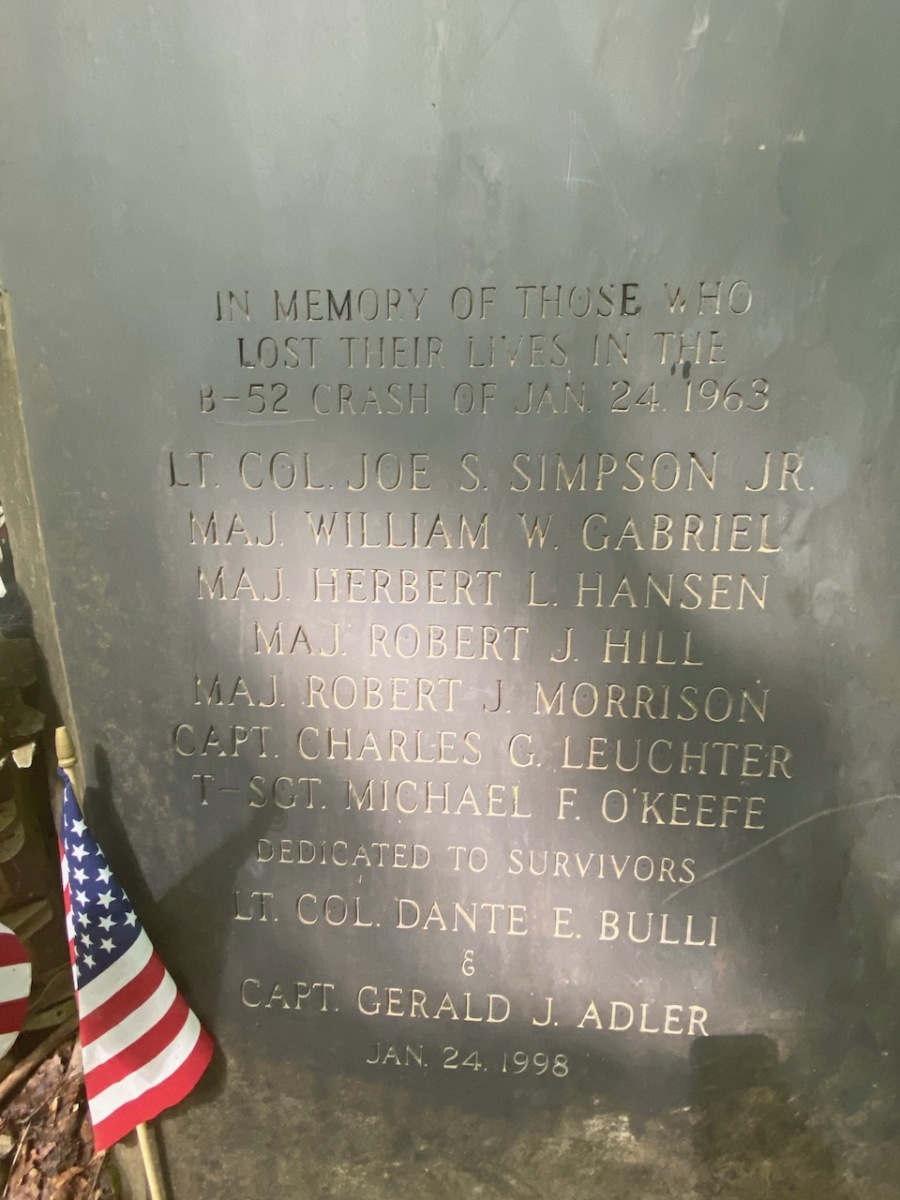 IN MEMORY OF THOSE WHO
LOST THEIR LIVES IN THE
B-52 CRASH OF JAN. 24, 1963
LT. COL. JOE S. SIMPSON JR.
MAJ. WILLIAM W. GABRIEL
MAJ. HERBERT L. HANSEN
MAJ. ROBERT J. HILL
MAJ. ROBERT J. MORRISON
CAPT. CHARLES G. LEUCHTER
T-SGT. MICHAEL F. O'KEEFE
DEDICATED TO SURVIVORS
LT. COL. DANTE E. BULLI
&
CAPT. GERALD J. ADLER
JAN. 24. 1998